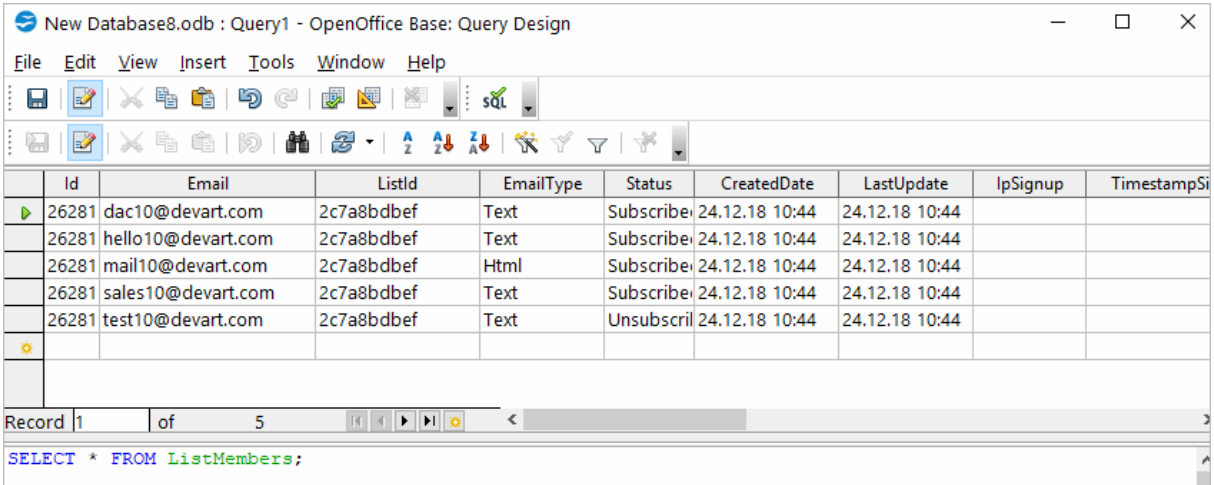 New Database8.odb : Query1 - OpenOffice Base: Query Design
File Edit View Insert Tools Window Help
SQL
A Z A Z Z A
Id Email ListId EmailType Status CreatedDate LastUpdate IpSignup TimestampSi
26281 dac10@devart.com 2c7a8bdbef Text Subscribe 24.12.18 10:44 24.12.18 10:44
26281 hello10@devart.com 2c7a8bdbef Text Subscribe 24.12.18 10:44 24.12.18 10:44
26281 mail10@devart.com 2c7a8bdbef Html Subscribe 24.12.18 10:44 24.12.18 10:44
26281 sales10@devart.com 2c7a8bdbef Text Subscribe 24.12.18 10:44 24.12.18 10:44
26281 test10@devart.com 2c7a8bdbef Text Unsubscri 24.12.18 10:44 24.12.18 10:44
Record 1 of 5
SELECT * FROM ListMembers;